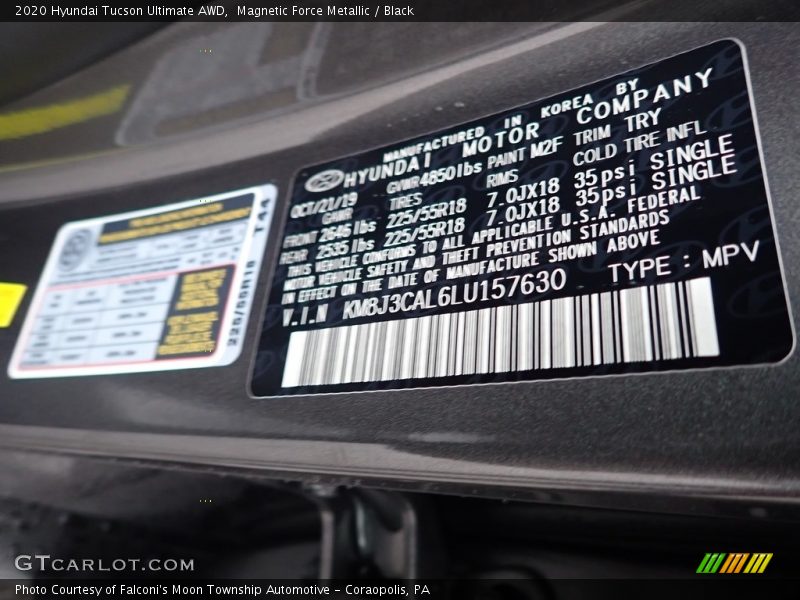 2020 Hyundai Tucson Ultimate AWD,  Magnetic Force Metallic / Black
MANUFACTURED IN KOREA BY
HYUNDAI MOTOR COMPANY
OCT/21/19 GVWR 4850lbs PAINT M2F TRIM TRY
GAWR TIRES RIMS COLD TIRE INFL
FRONT 2646 lbs 225/55R18 7.0JX18 35psi SINGLE
REAR 2535 lbs 225/55R18 7.0JX18 35psi SINGLE
THIS VEHICLE CONFORMS TO ALL APPLICABLE U.S.A. FEDERAL
MOTOR VEHICLE SAFETY AND THEFT PREVENTION STANDARDS
IN EFFECT ON THE DATE OF MANUFACTURE SHOWN ABOVE
V.I.N KM8J3CAL6LU157630 TYPE : MPV
225/55R18
GTCARLOT.COM
Photo Courtesy of Falconi's Moon Township Automotive - Coraopolis, PA